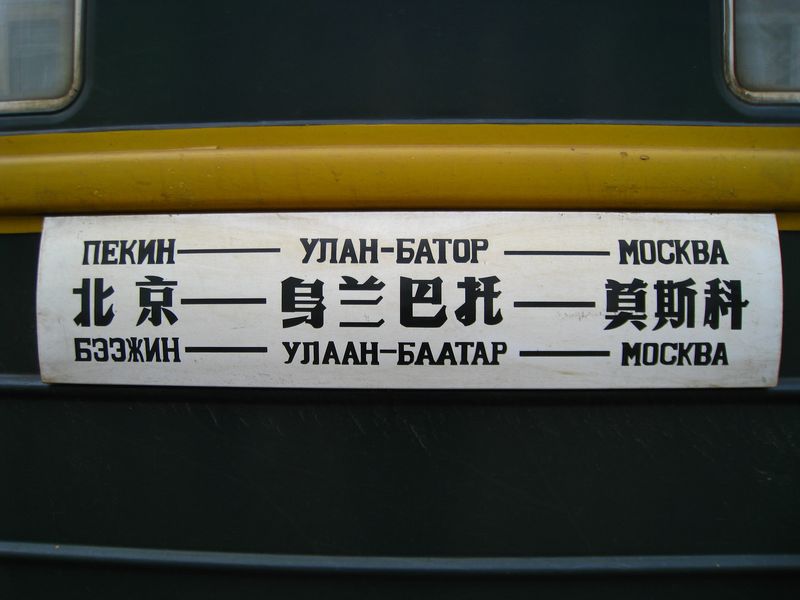 ПЕКИН — УЛАН-БАТОР — МОСКВА
北京 — 乌兰巴托 — 莫斯科
БЭЭЖИН — УЛААН-БААТАР — МОСКВА